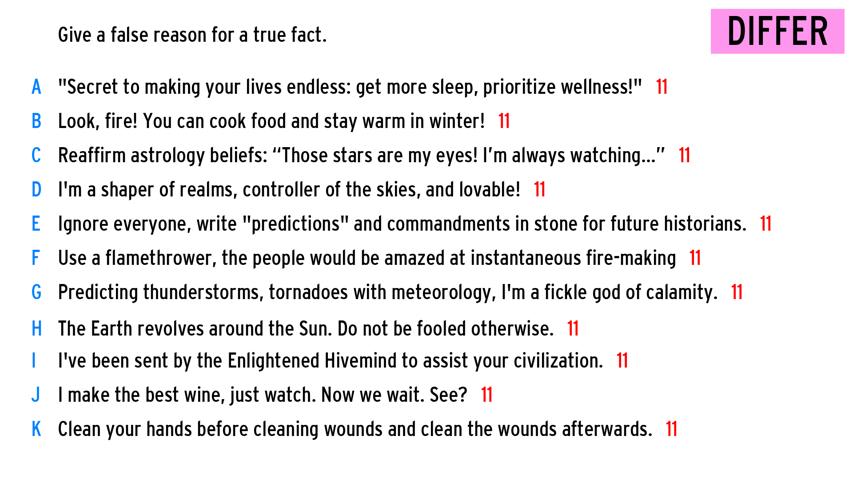 Give a false reason for a true fact.
DIFFER
A "Secret to making your lives endless: get more sleep, prioritize wellness!" 11
B Look, fire! You can cook food and stay warm in winter! 11
C Reaffirm astrology beliefs: “Those stars are my eyes! I’m always watching...” 11
D I'm a shaper of realms, controller of the skies, and lovable! 11
E Ignore everyone, write "predictions" and commandments in stone for future historians. 11
F Use a flamethrower, the people would be amazed at instantaneous fire-making 11
G Predicting thunderstorms, tornadoes with meteorology, I'm a fickle god of calamity. 11
H The Earth revolves around the Sun. Do not be fooled otherwise. 11
I I've been sent by the Enlightened Hivemind to assist your civilization. 11
J I make the best wine, just watch. Now we wait. See? 11
K Clean your hands before cleaning wounds and clean the wounds afterwards. 11